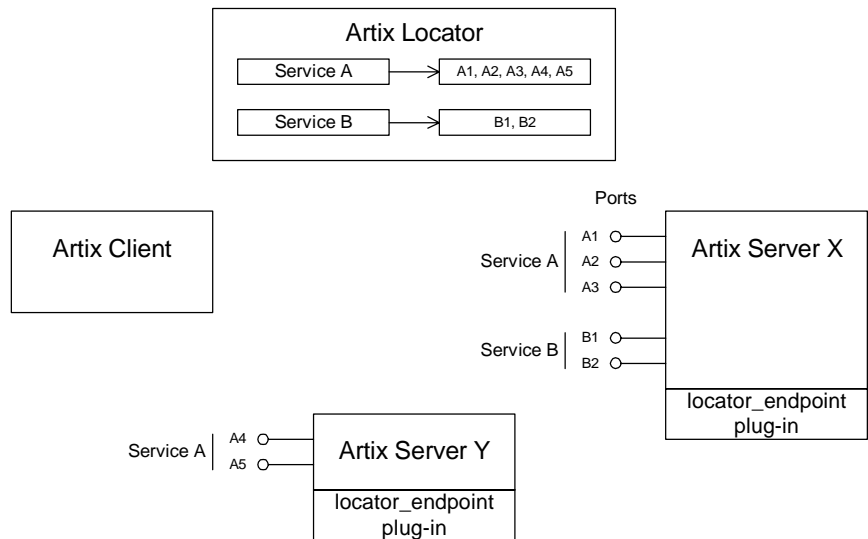 Artix Locator
Service A
A1, A2, A3, A4, A5
Service B
B1, B2
Ports
Artix Client
Artix Server X
Service A
A1
A2
A3
Service B
B1
B2
locator_endpoint
plug-in
Service A
A4
A5
Artix Server Y
locator_endpoint
plug-in